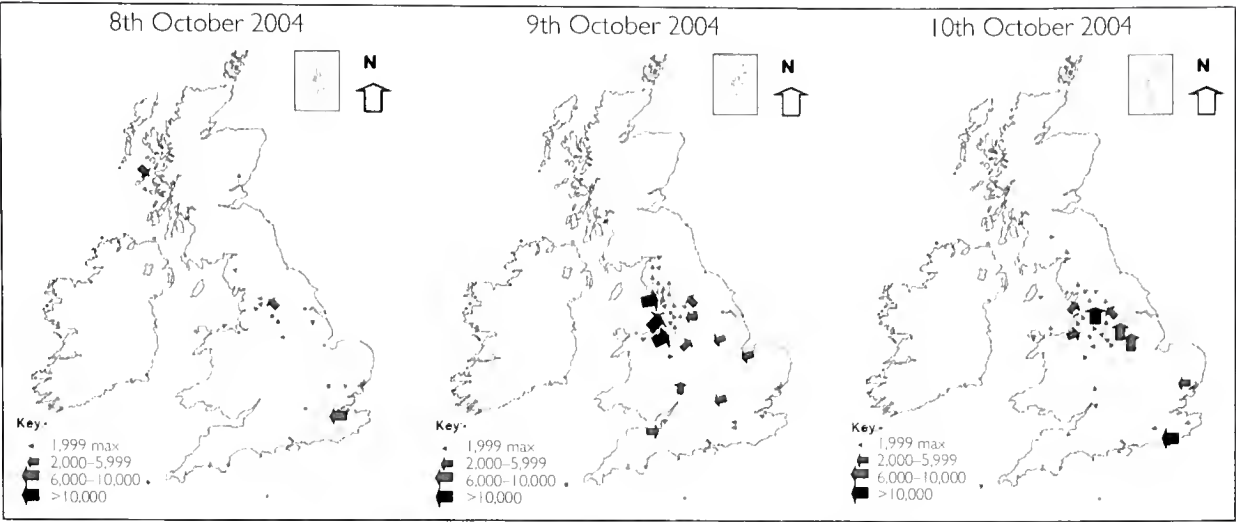 8th October 2004
N
Key:-
1,999 max
2,000–5,999
6,000–10,000
>10,000
9th October 2004
N
Key:-
1,999 max
2,000–5,999
6,000–10,000
>10,000
10th October 2004
N
Key:-
1,999 max
2,000–5,999
6,000–10,000
>10,000